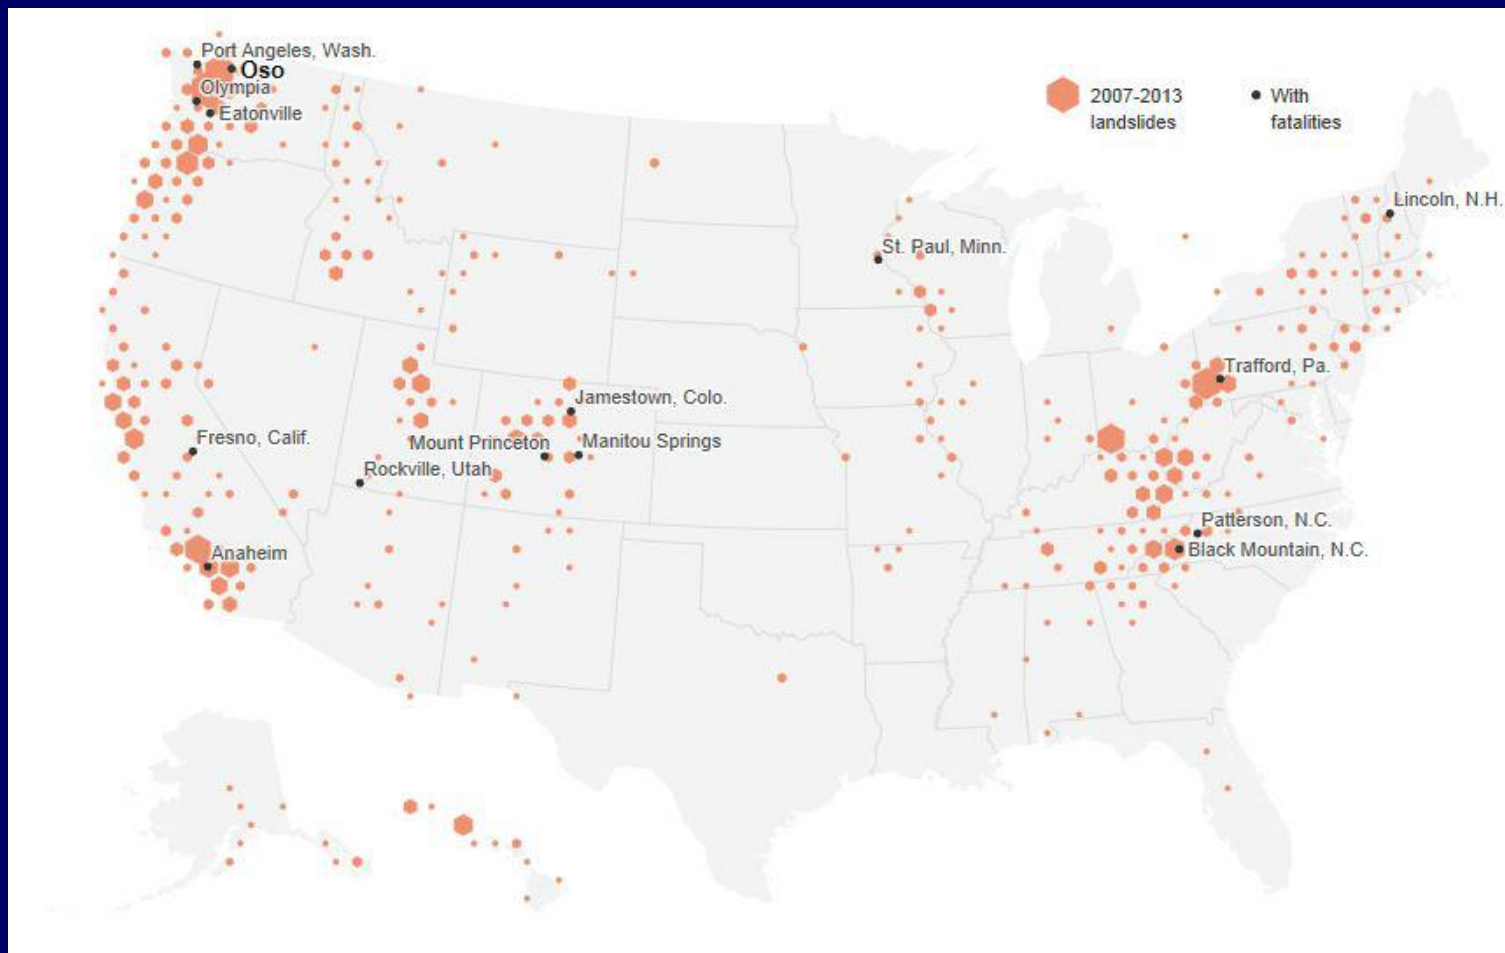 Port Angeles, Wash.
Oso
Olympia
Eatonville
2007-2013
landslides
With
fatalities
Lincoln, N.H.
St. Paul, Minn.
Trafford, Pa.
Jamestown, Colo.
Fresno, Calif.
Mount Princeton
Manitou Springs
Rockville, Utah
Patterson, N.C.
Anaheim
Black Mountain, N.C.